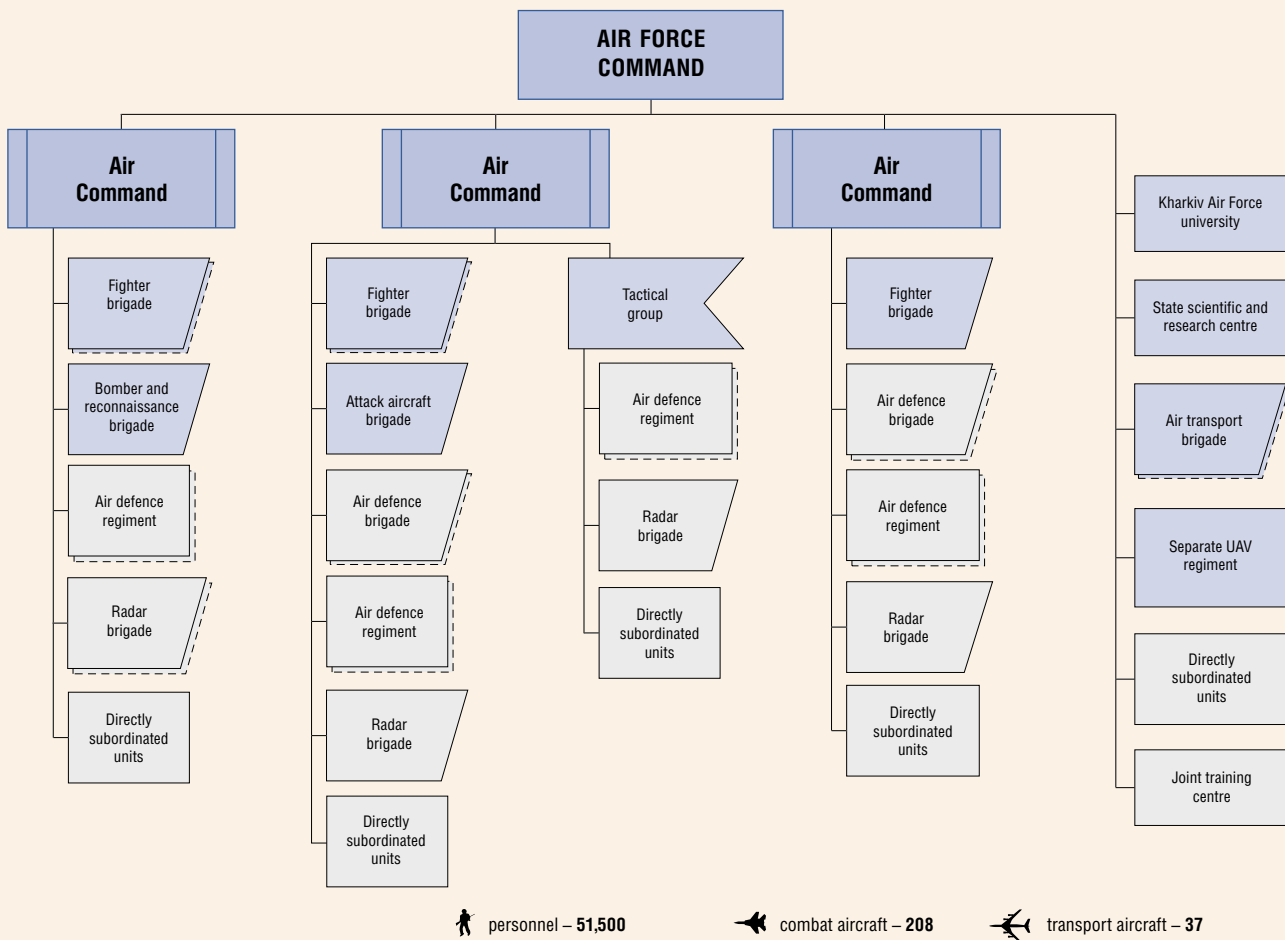 AIR FORCE
COMMAND
Air
Command
Fighter
brigade
Bomber and
reconnaissance
brigade
Air defence
regiment
Radar
brigade
Directly
subordinated
units
Air
Command
Fighter
brigade
Attack aircraft
brigade
Air defence
brigade
Air defence
regiment
Radar
brigade
Directly
subordinated
units
Tactical
group
Air defence
regiment
Radar
brigade
Directly
subordinated
units
Air
Command
Fighter
brigade
Air defence
brigade
Air defence
regiment
Radar
brigade
Directly
subordinated
units
Kharkiv Air Force
university
State scientific and
research centre
Air transport
brigade
Separate UAV
regiment
Directly
subordinated
units
Joint training
centre
personnel – 51,500
combat aircraft – 208
transport aircraft – 37